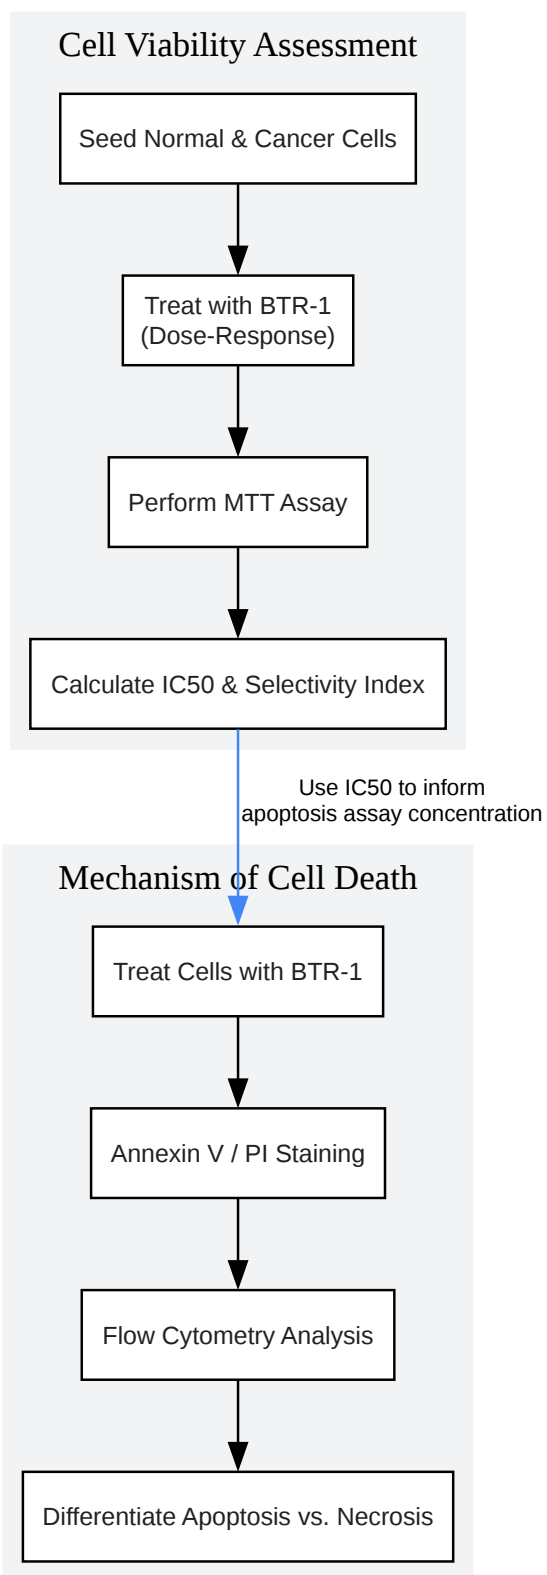 Cell Viability Assessment
Seed Normal & Cancer Cells
Treat with BTR-1
(Dose-Response)
Perform MTT Assay
Calculate IC50 & Selectivity Index
Use IC50 to inform
apoptosis assay concentration
Mechanism of Cell Death
Treat Cells with BTR-1
Annexin V / PI Staining
Flow Cytometry Analysis
Differentiate Apoptosis vs. Necrosis